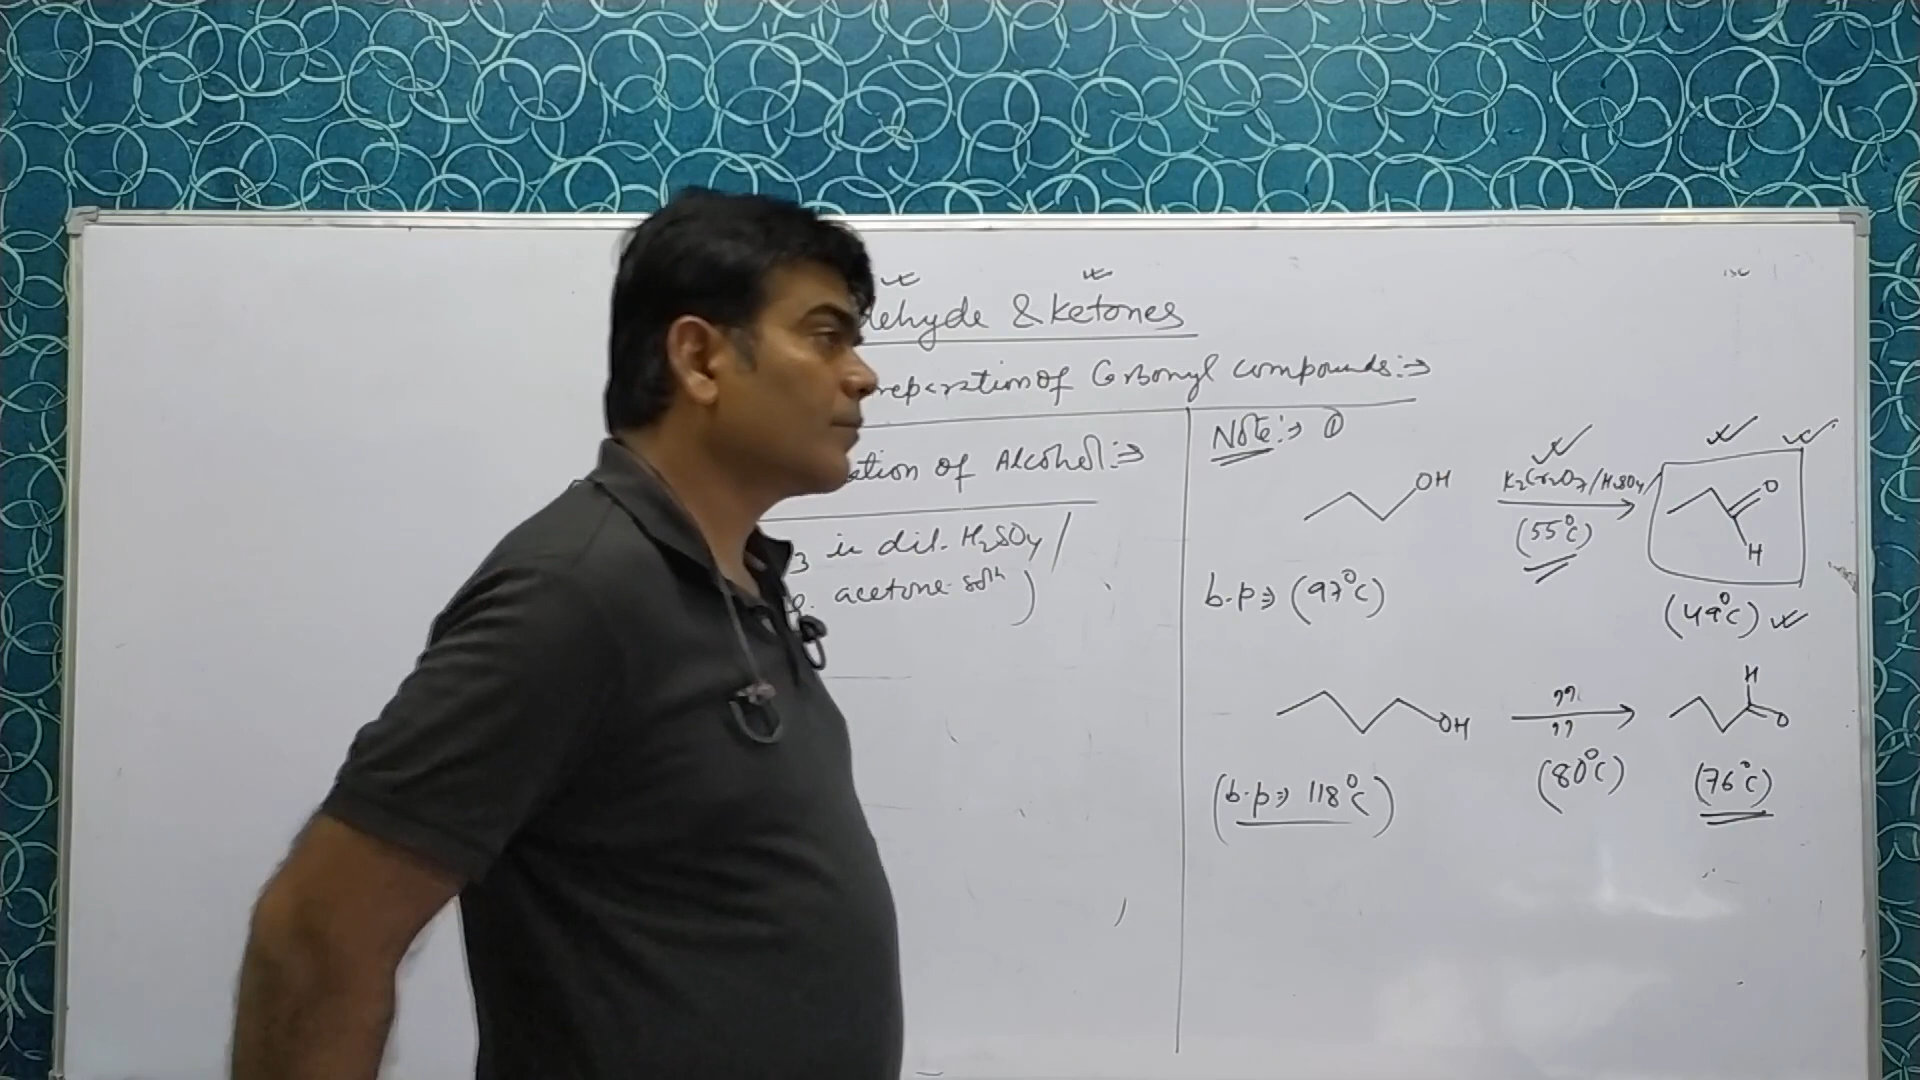 dehyde & Ketones
reparation of Carbonyl compounds:→
ation of Alcohol:→
3 in dil. H2SO4/
acetone soln)
Note:→ ①
OH
K2Cr2O7/H2SO4
(55°C)
O
H
b.p⇒ (97°C)
(49°C)
OH
"
"
(80°C)
H
O
(b.p⇒ 118°C)
(76°C)